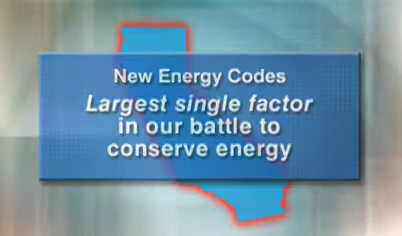 New Energy Codes
Largest single factor
in our battle to
conserve energy